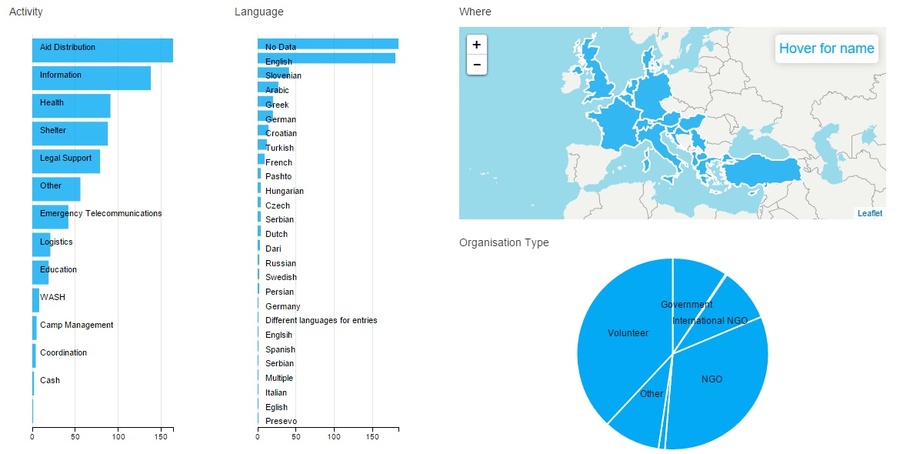 Activity
Aid Distribution
Information
Health
Shelter
Legal Support
Other
Emergency Telecommunications
Logistics
Education
WASH
Camp Management
Coordination
Cash
0 50 100 150
Language
No Data
English
Slovenian
Arabic
Greek
German
Croatian
Turkish
French
Pashto
Hungarian
Czech
Serbian
Dutch
Dari
Russian
Swedish
Persian
Germany
Different languages for entries
Englsih
Spanish
Serbian
Multiple
Italian
Eglish
Presevo
0 50 100 150
Where
+
−
Hover for name
Leaflet
Organisation Type
Government
International NGO
Volunteer
NGO
Other